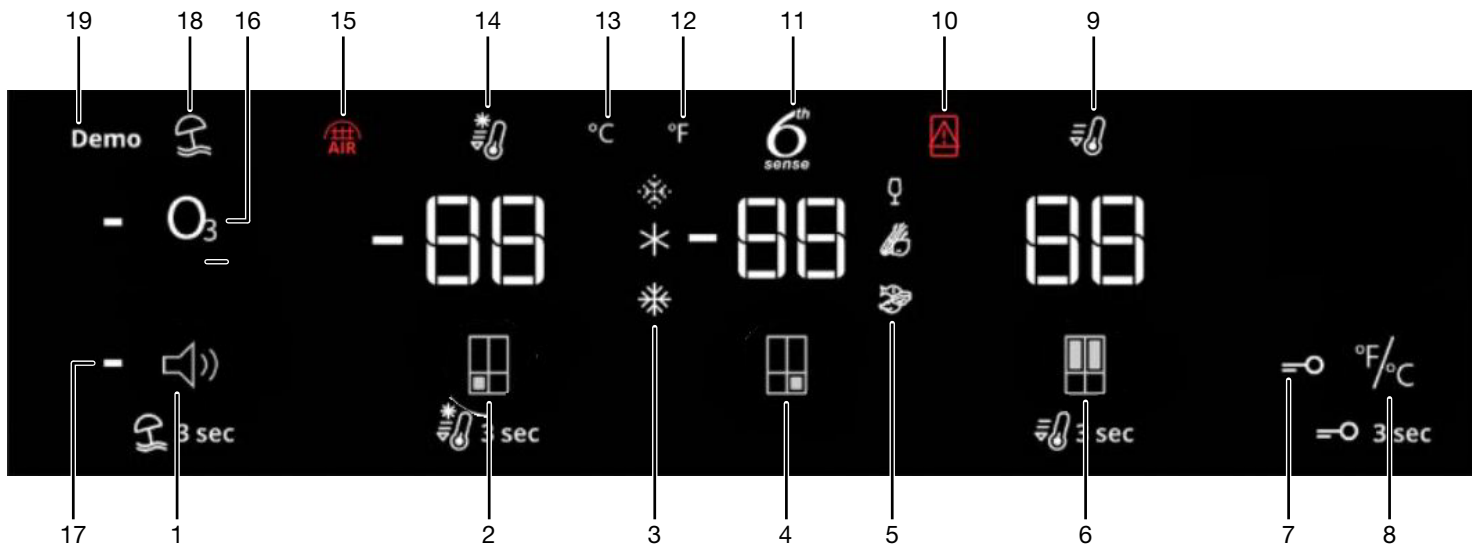 19 18 16 15 14 13 12 11 10 9
Demo AIR °C °F 6th sense
- O3 -88 -88 88
- °F/°C
3 sec 3 sec 3 sec 3 sec
17 1 2 3 4 5 6 7 8